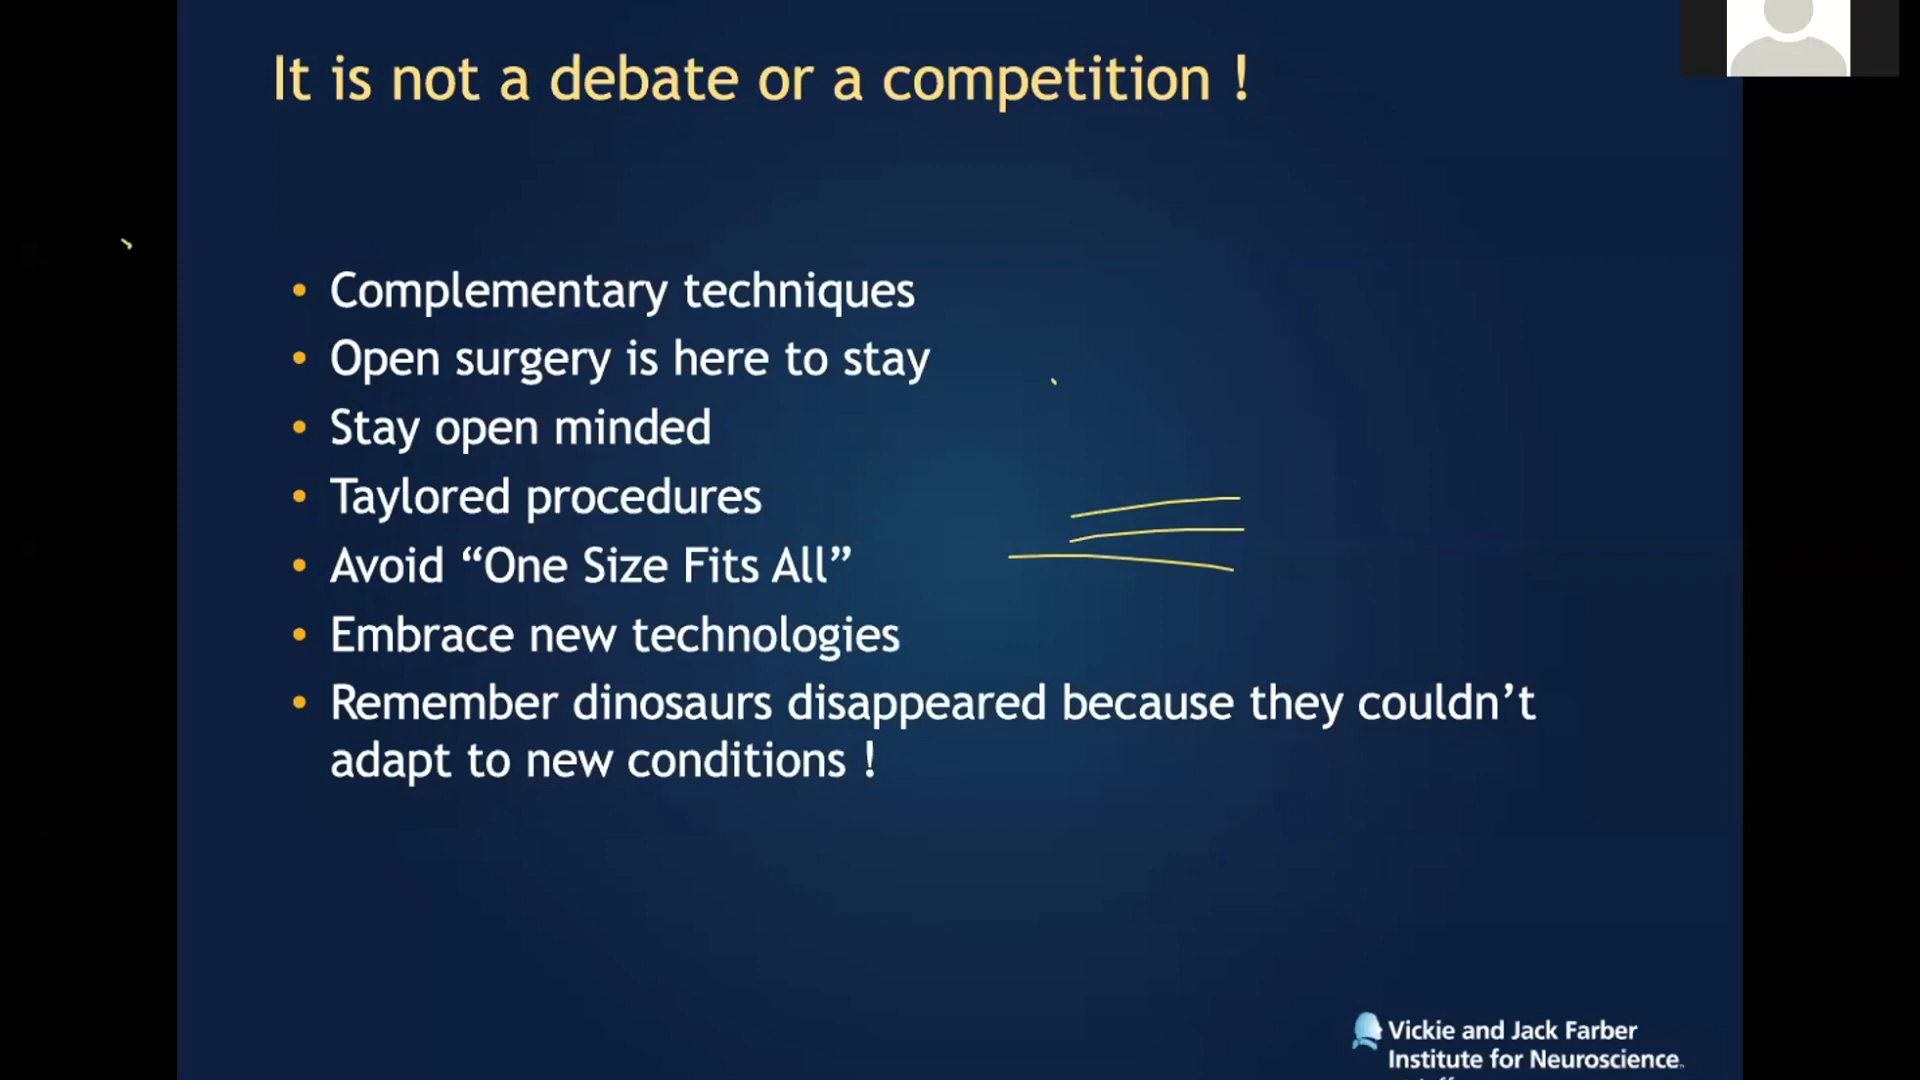 It is not a debate or a competition !
• Complementary techniques
• Open surgery is here to stay
• Stay open minded
• Taylored procedures
• Avoid “One Size Fits All”
• Embrace new technologies
• Remember dinosaurs disappeared because they couldn’t
adapt to new conditions !
Vickie and Jack Farber
Institute for Neuroscience